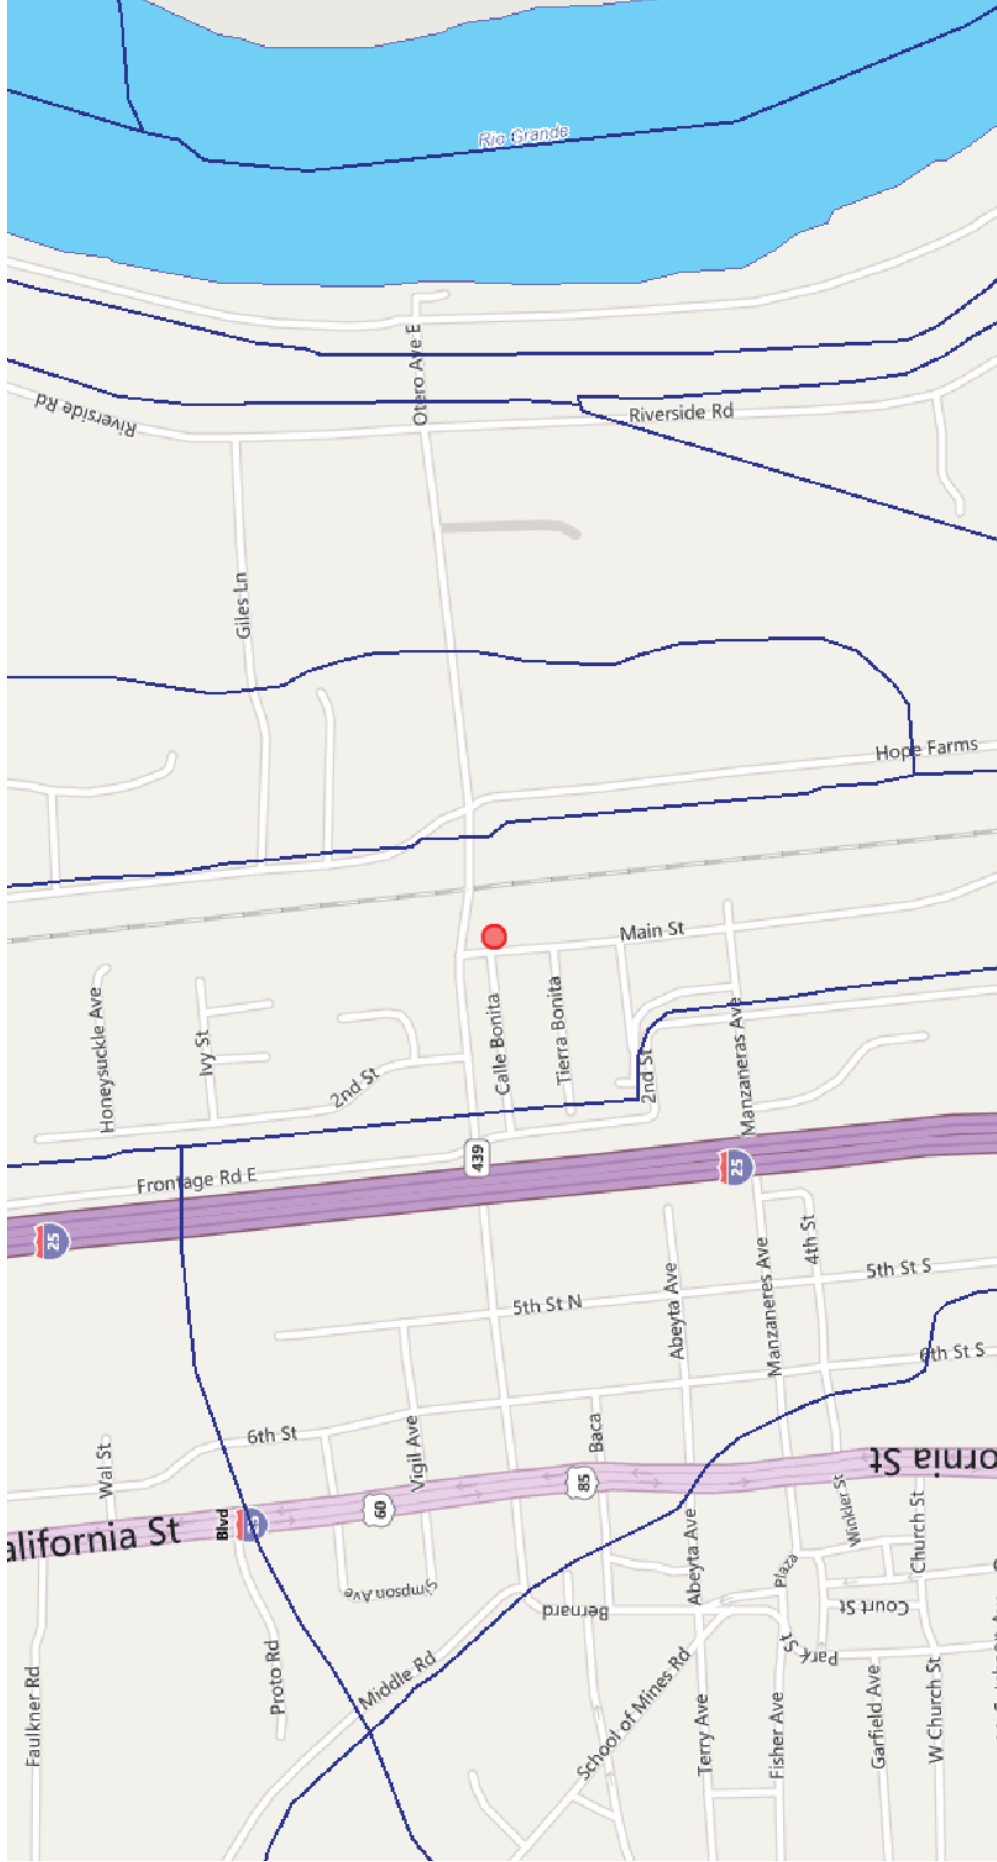 Rio Grande
Otero Ave E
Riverside Rd
Riverside Rd
Giles Ln
Hope Farms
Main St
Honeysuckle Ave
Ivy St
2nd St
Calle Bonita
Tierra Bonita
2nd St
Manzaneras Ave
439
25
Frontage Rd E
25
4th St
5th St S
5th St N
Abeyta Ave
Manzaneres Ave
6th St S
6th St
Vigil Ave
Baca
Wal St
ornia St
85
60
Blvd
alifornia St
Winkler St
Church St
Abeyta Ave
Plaza
Simpson Ave
Bernard
Court St
Park St
Middle Rd
Proto Rd
Faulkner Rd
School of Mines Rd
Terry Ave
Fisher Ave
Garfield Ave
W Church St